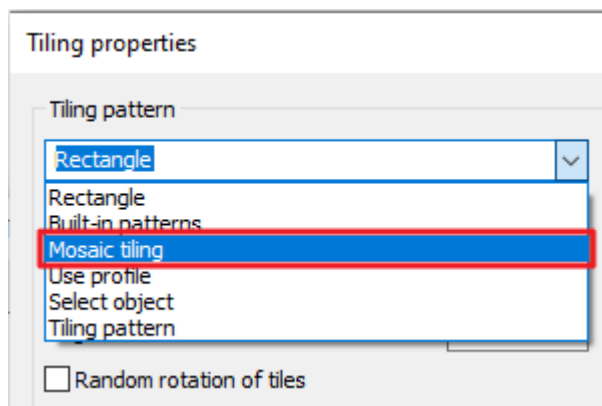 Tiling properties
Tiling pattern
Rectangle
Rectangle
Built-in patterns
Mosaic tiling
Use profile
Select object
Tiling pattern
Random rotation of tiles